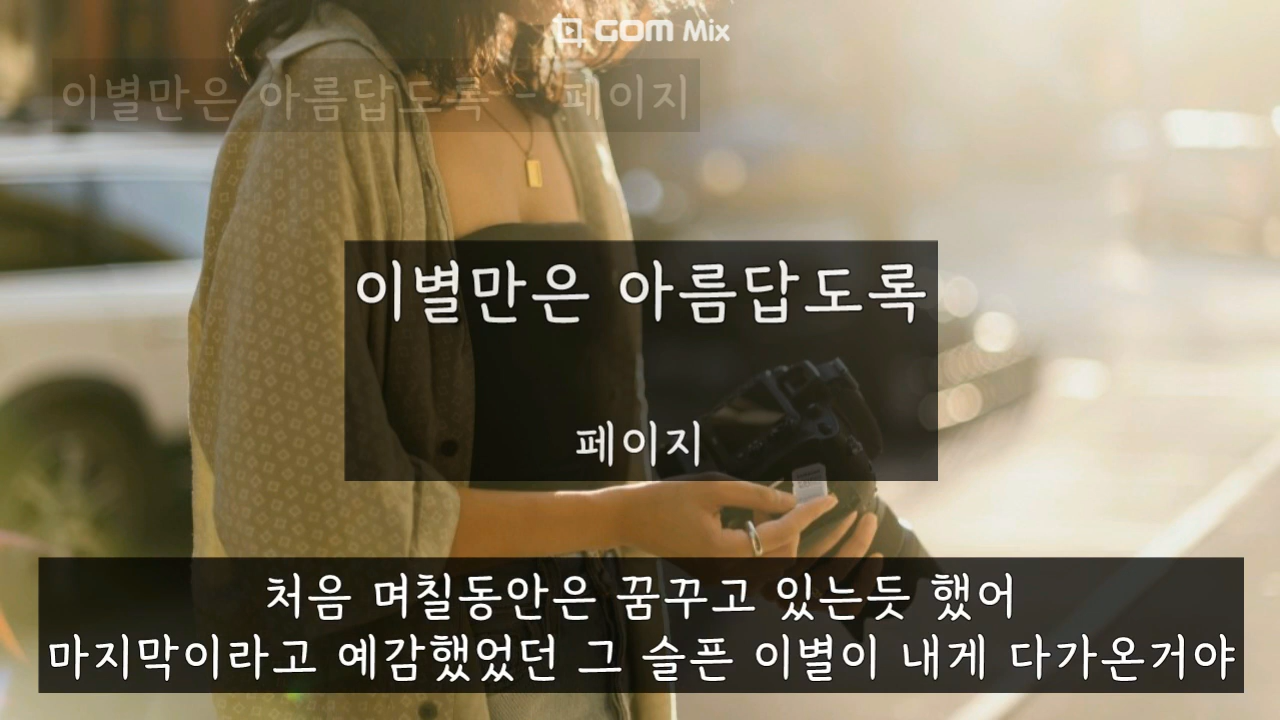 GOM Mix
이별만은 아름답도록 - 페이지
이별만은 아름답도록
페이지
처음 며칠동안은 꿈꾸고 있는듯 했어
마지막이라고 예감했었던 그 슬픈 이별이 내게 다가온거야